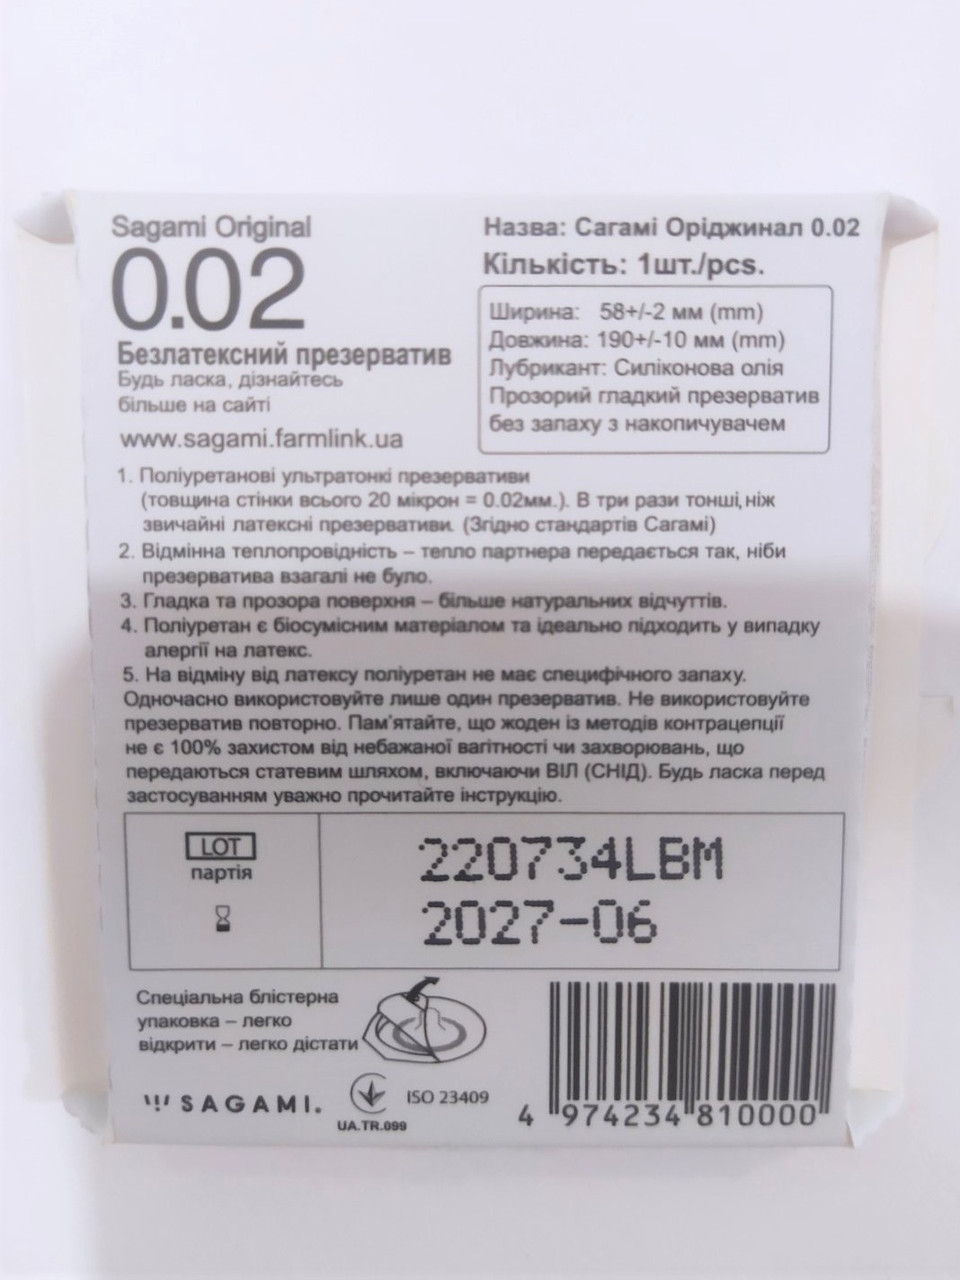 Sagami Original
0.02
Безлатексний презерватив
Будь ласка, дізнайтесь
більше на сайті
www.sagami.farmlink.ua
Назва: Сагамі Оріджинал 0.02
Кількість: 1шт./pcs.
Ширина: 58+/-2 мм (mm)
Довжина: 190+/-10 мм (mm)
Лубрикант: Силіконова олія
Прозорий гладкий презерватив
без запаху з накопичувачем
1. Поліуретанові ультратонкі презервативи
(товщина стінки всього 20 мікрон = 0.02мм.). В три рази тонші, ніж
звичайні латексні презервативи. (Згідно стандартів Сагамі)
2. Відмінна теплопровідність – тепло партнера передається так, ніби
презерватива взагалі не було.
3. Гладка та прозора поверхня – більше натуральних відчуттів.
4. Поліуретан є біосумісним матеріалом та ідеально підходить у випадку
алергії на латекс.
5. На відміну від латексу поліуретан не має специфічного запаху.
Одночасно використовуйте лише один презерватив. Не використовуйте
презерватив повторно. Пам'ятайте, що жоден із методів контрацепції
не є 100% захистом від небажаної вагітності чи захворювань, що
передаються статевим шляхом, включаючи ВІЛ (СНІД). Будь ласка перед
застосуванням уважно прочитайте інструкцію.
LOT
партія
220734LBM
2027-06
Спеціальна блістерна
упаковка – легко
відкрити – легко дістати
SAGAMI.
ISO 23409
UA.TR.099
4 974234 810000